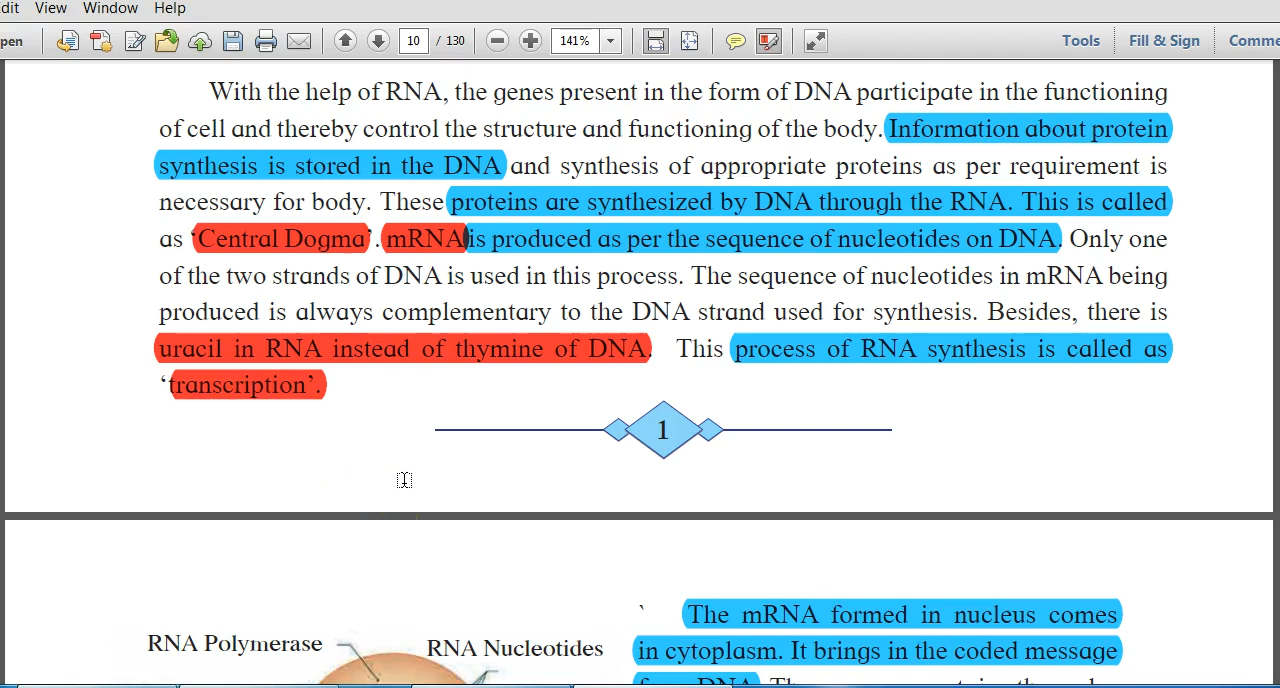 dit View Window Help
pen 10 / 130 141% Tools Fill & Sign Comme
With the help of RNA, the genes present in the form of DNA participate in the functioning
of cell and thereby control the structure and functioning of the body. Information about protein
synthesis is stored in the DNA and synthesis of appropriate proteins as per requirement is
necessary for body. These proteins are synthesized by DNA through the RNA. This is called
as ‘Central Dogma’. mRNA is produced as per the sequence of nucleotides on DNA. Only one
of the two strands of DNA is used in this process. The sequence of nucleotides in mRNA being
produced is always complementary to the DNA strand used for synthesis. Besides, there is
uracil in RNA instead of thymine of DNA. This process of RNA synthesis is called as
‘transcription’.
1
RNA Polymerase
RNA Nucleotides
` The mRNA formed in nucleus comes
in cytoplasm. It brings in the coded message
from DNA. The